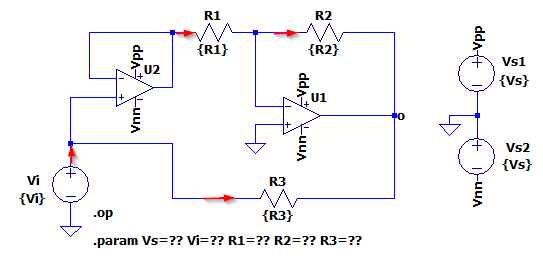 R1
{R1}
R2
{R2}
U2
Vpp
Vnn
Vpp
U1
Vnn
o
Vpp
Vs1
{Vs}
Vs2
{Vs}
Vnn
Vi
{Vi}
R3
{R3}
.op
.param Vs=?? Vi=?? R1=?? R2=?? R3=??